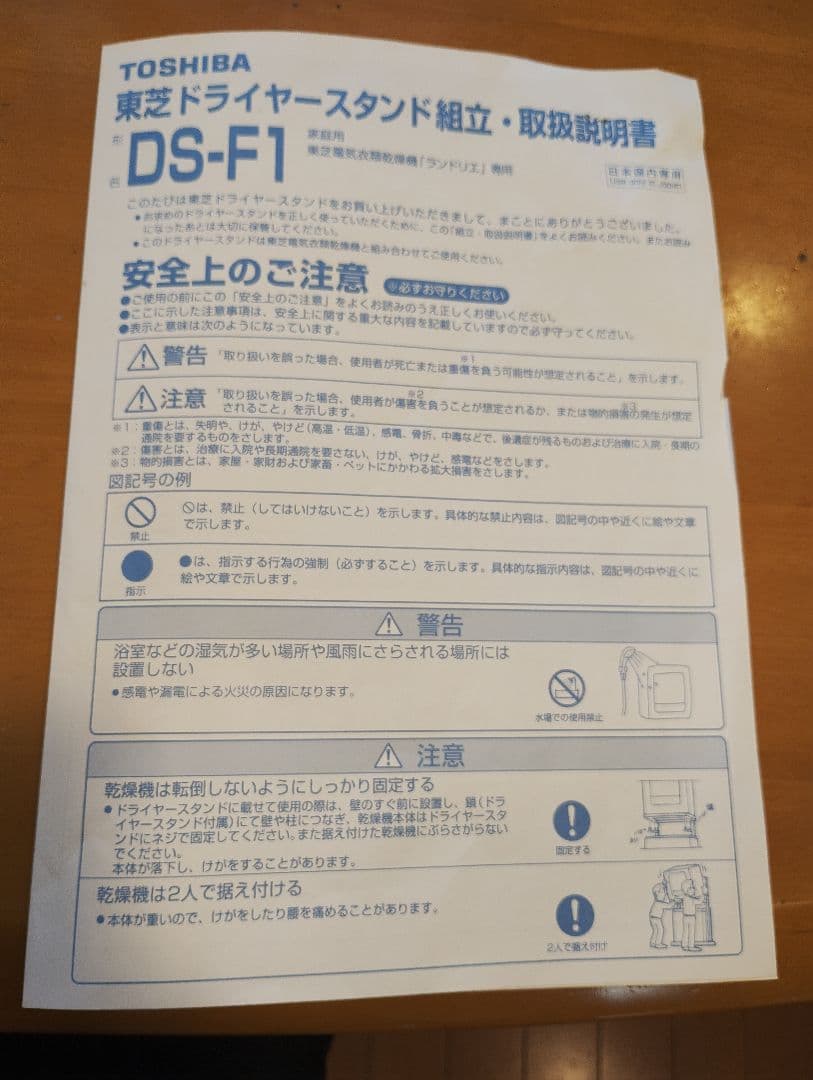 TOSHIBA
東芝ドライヤースタンド組立・取扱説明書
形名 DS-F1
家庭用
東芝電気衣類乾燥機「ランドリエ」専用
日本国内専用
Use only in Japan
このたびは東芝ドライヤースタンドをお買い上げいただきまして、まことにありがとうございました。
●お求めのドライヤースタンドを正しく使っていただくために、この「組立・取扱説明書」をよくお読みください。またお読み
になったあとは大切に保管してください。
●このドライヤースタンドは東芝電気衣類乾燥機と組み合わせてご使用ください。
安全上のご注意 ※必ずお守りください
●ご使用の前にこの「安全上のご注意」をよくお読みのうえ正しくお使いください。
●ここに示した注意事項は、安全上に関する重大な内容を記載していますので必ず守ってください。
●表示と意味は次のようになっています。
警告 「取り扱いを誤った場合、使用者が死亡または重傷※1を負う可能性が想定されること」を示します。
注意 「取り扱いを誤った場合、使用者が傷害※2を負うことが想定されるか、または物的損害※3の発生が想定
されること」を示します。
※1：重傷とは、失明や、けが、やけど(高温・低温)、感電、骨折、中毒などで、後遺症が残るものおよび治療に入院・長期の
通院を要するものをさします。
※2：傷害とは、治療に入院や長期通院を要さない、けが、やけど、感電などをさします。
※3：物的損害とは、家屋・家財および家畜・ペットにかかわる拡大損害をさします。
図記号の例
禁止
🚫は、禁止（してはいけないこと）を示します。具体的な禁止内容は、図記号の中や近くに絵や文章
で示します。
指示
●は、指示する行為の強制（必ずすること）を示します。具体的な指示内容は、図記号の中や近くに
絵や文章で示します。
警告
浴室などの湿気が多い場所や風雨にさらされる場所には
設置しない
●感電や漏電による火災の原因になります。
水場での使用禁止
注意
乾燥機は転倒しないようにしっかり固定する
●ドライヤースタンドに載せて使用の際は、壁のすぐ前に設置し、鎖（ドラ
イヤースタンド付属）にて壁や柱につなぎ、乾燥機本体はドライヤースタ
ンドにネジで固定してください。また据え付けた乾燥機にぶらさがらない
でください。
本体が落下し、けがをすることがあります。
固定する
乾燥機は2人で据え付ける
●本体が重いので、けがをしたり腰を痛めることがあります。
2人で据え付け